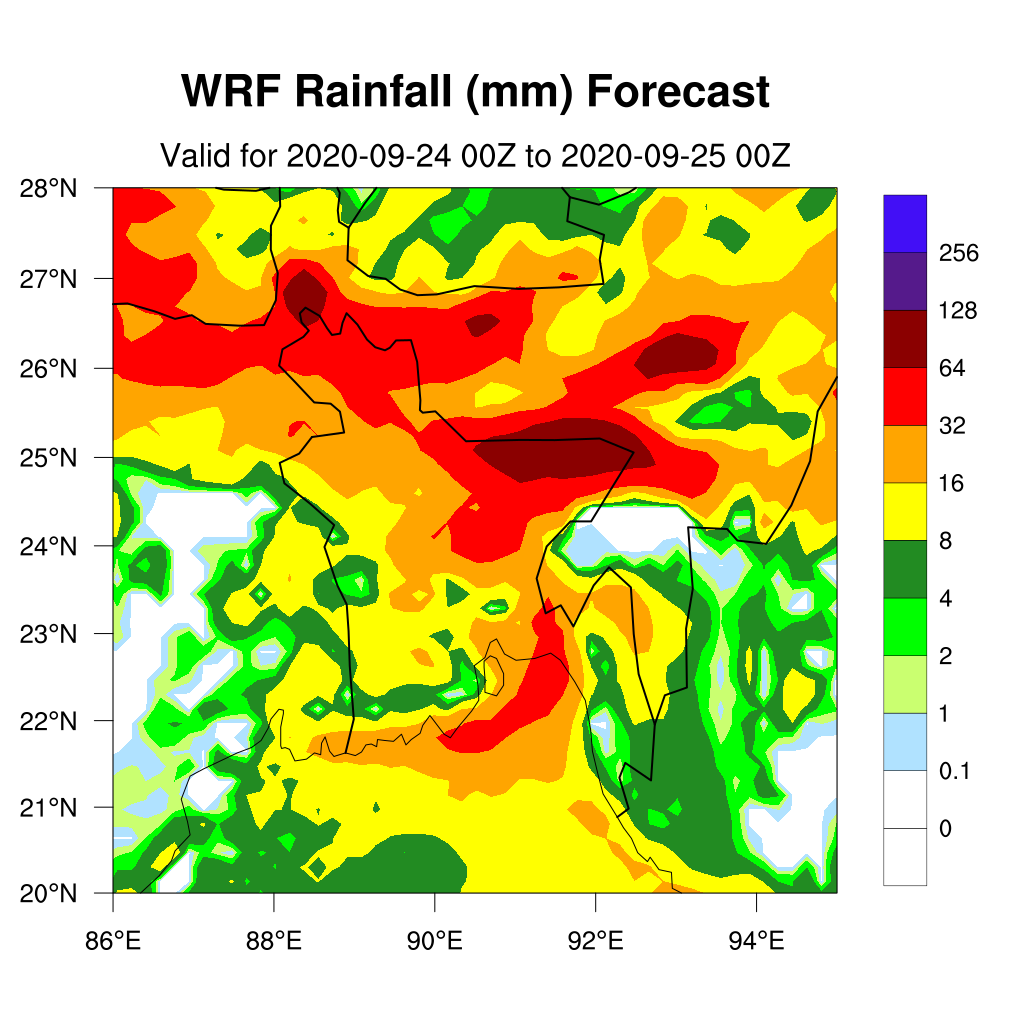 WRF Rainfall (mm) Forecast
Valid for 2020-09-24 00Z to 2020-09-25 00Z
28°N
27°N
26°N
25°N
24°N
23°N
22°N
21°N
20°N
86°E
88°E
90°E
92°E
94°E
256
128
64
32
16
8
4
2
1
0.1
0